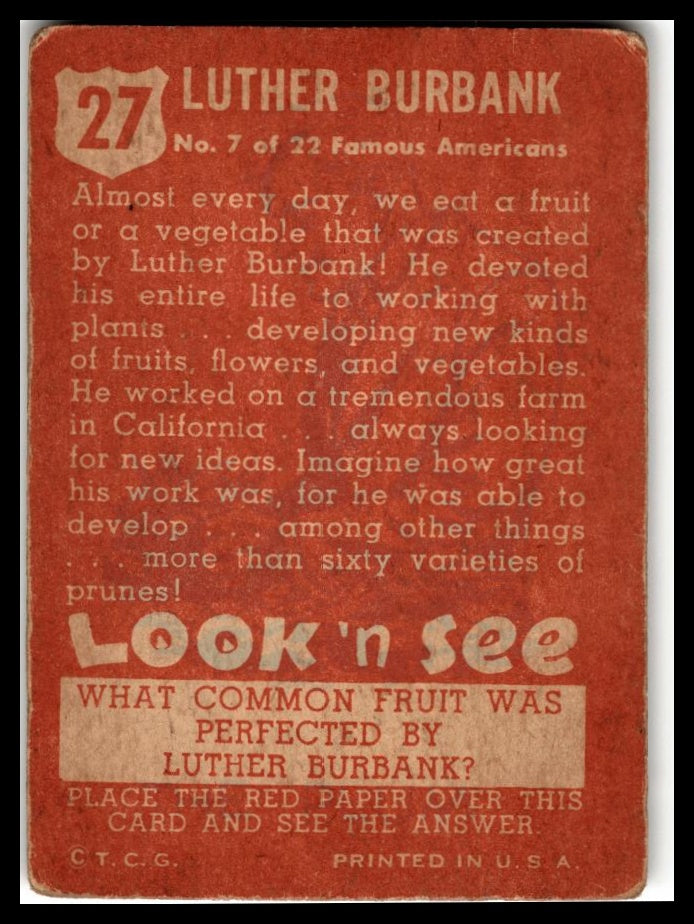 27
LUTHER BURBANK
No. 7 of 22 Famous Americans
Almost every day, we eat a fruit
or a vegetable that was created
by Luther Burbank! He devoted
his entire life to working with
plants . . . developing new kinds
of fruits, flowers, and vegetables.
He worked on a tremendous farm
in California . . . always looking
for new ideas. Imagine how great
his work was, for he was able to
develop . . . among other things
. . . more than sixty varieties of
prunes!
LOOK 'n SEE
WHAT COMMON FRUIT WAS
PERFECTED BY
LUTHER BURBANK?
PLACE THE RED PAPER OVER THIS
CARD AND SEE THE ANSWER.
© T. C. G. PRINTED IN U. S. A.